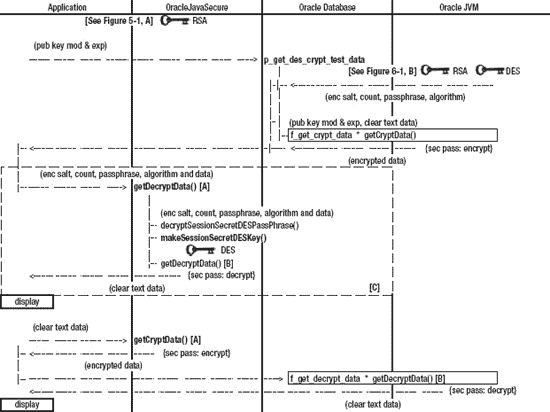 Application OracleJavaSecure Oracle Database Oracle JVM
[See Figure 5-1, A] RSA
(pub key mod & exp) p_get_des_crypt_test_data
[See Figure 6-1, B] RSA DES
(enc salt, count, passphrase, algorithm)
(pub key mod & exp, clear text data)
f_get_crypt_data * getCryptData()
{sec pass: encrypt}
(encrypted data)
(enc salt, count, passphrase, algorithm and data)
getDecryptData() [A]
(enc salt, count, passphrase, algorithm and data)
decryptSessionSecretDESPassPhrase()
makeSessionSecretDESKey()
DES
getDecryptData() [B]
{sec pass: decrypt}
(clear text data) [C]
display
(clear text data)
getCryptData() [A]
{sec pass: encrypt}
(encrypted data)
f_get_decrypt_data * getDecryptData() [B]
{sec pass: decrypt}
display (clear text data)